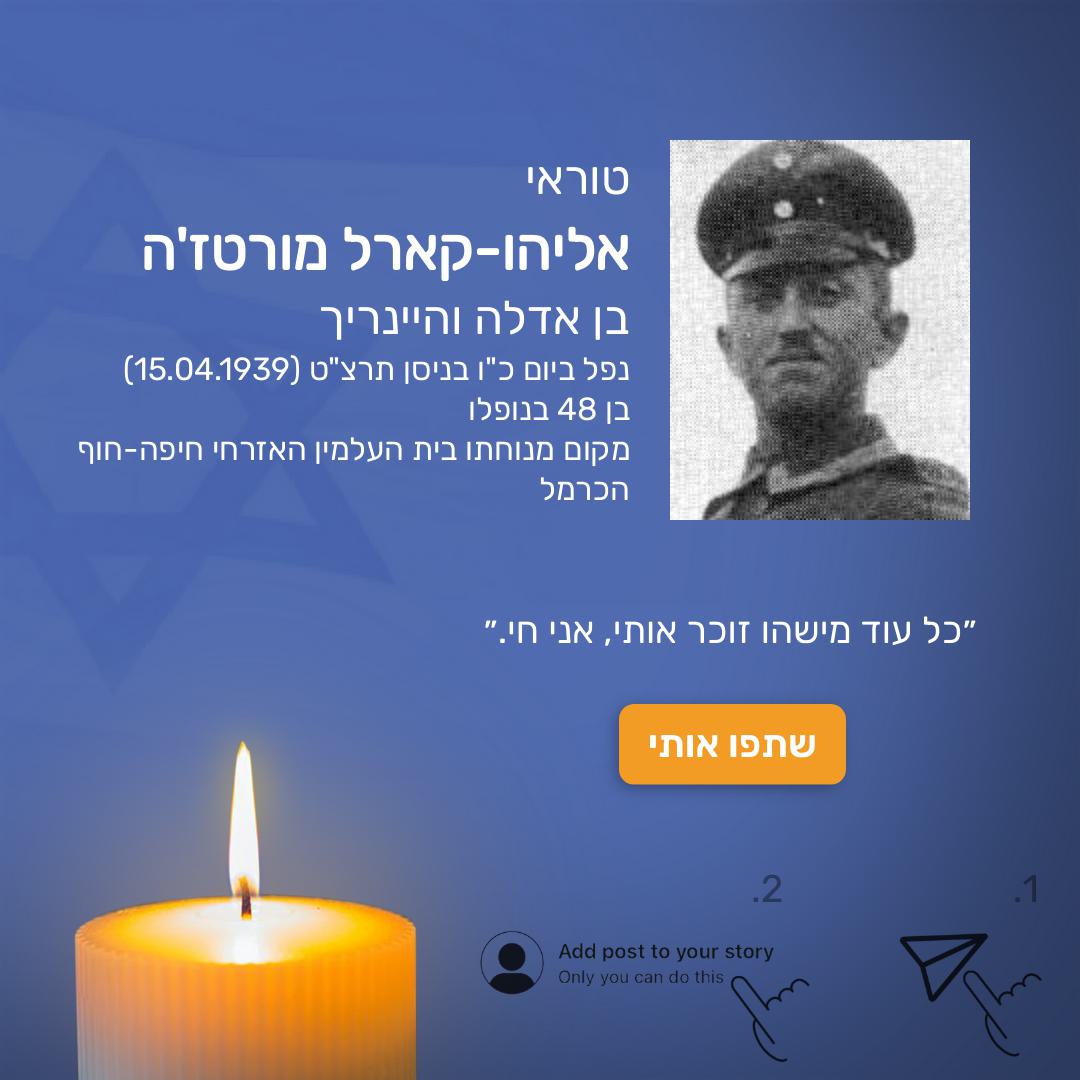 טוראי
אליהו-קארל מורטז'ה
בן אדלה והיינריך
נפל ביום כ"ו בניסן תרצ"ט (15.04.1939)
בן 48 בנופלו
מקום מנוחתו בית העלמין האזרחי חיפה-חוף
הכרמל
״כל עוד מישהו זוכר אותי, אני חי.״
שתפו אותי
.1
.2
Add post to your story
Only you can do this